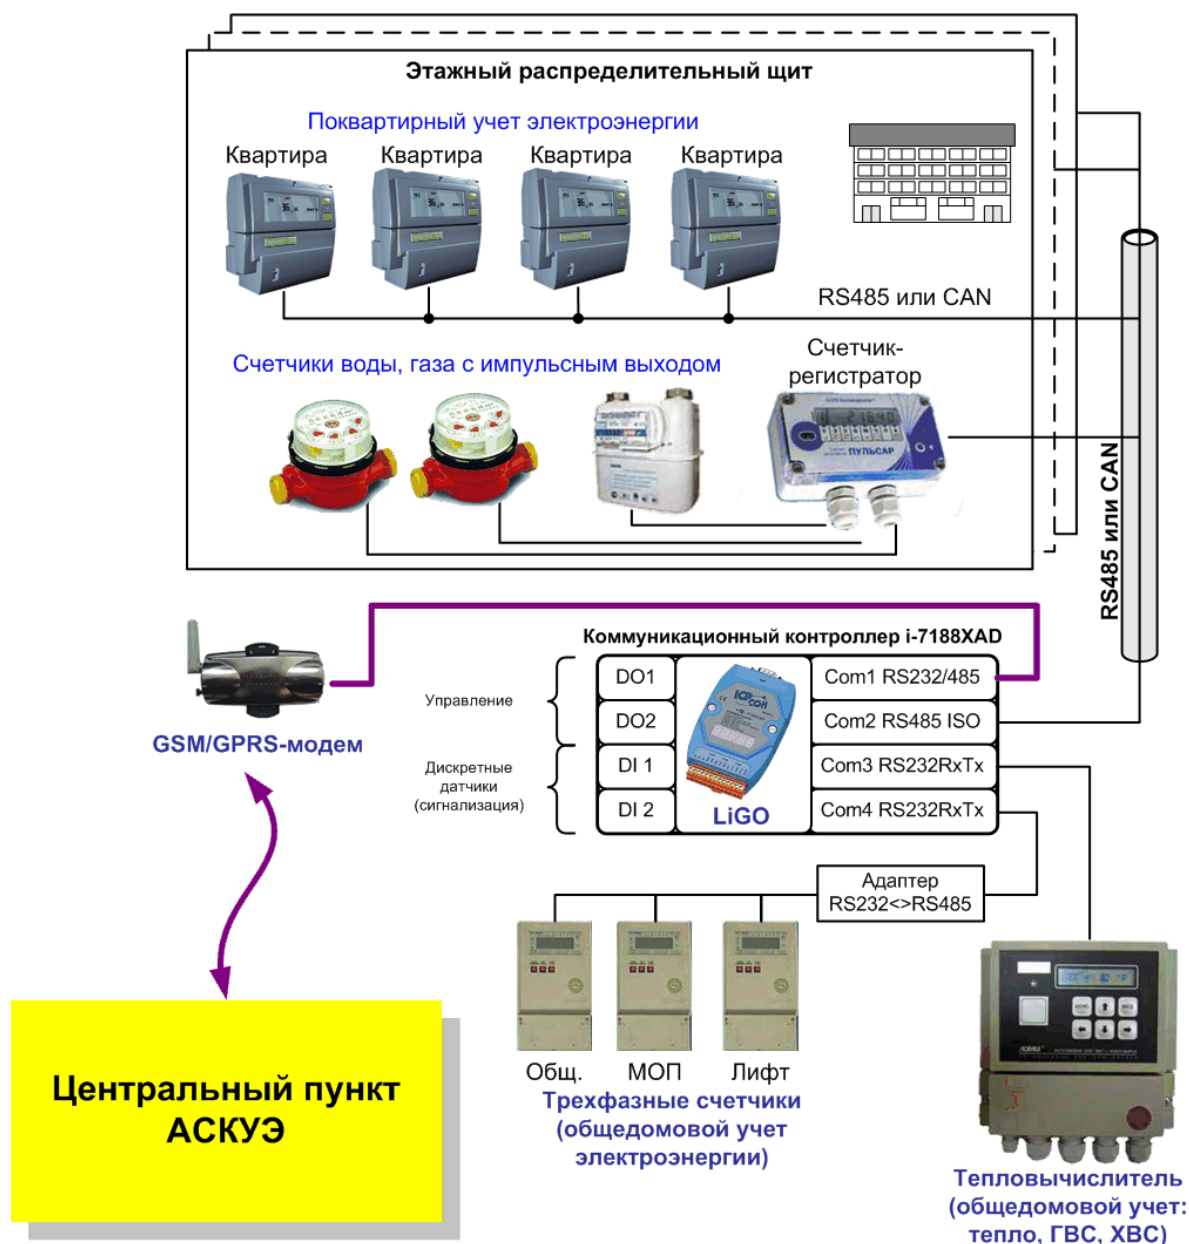 Этажный распределительный щит
Поквартирный учет электроэнергии
Квартира Квартира Квартира Квартира
RS485 или CAN
Счетчики воды, газа с импульсным выходом
Счетчик-
регистратор
ПУЛЬСАР
RS485 или CAN
Коммуникационный контроллер i-7188XAD
Управление
Дискретные
датчики
(сигнализация)
DO1
DO2
DI 1
DI 2
ICP
CON
LiGO
Com1 RS232/485
Com2 RS485 ISO
Com3 RS232RxTx
Com4 RS232RxTx
GSM/GPRS-модем
Адаптер
RS232<>RS485
Общ. МОП Лифт
Трехфазные счетчики
(общедомовой учет
электроэнергии)
Центральный пункт
АСКУЭ
Тепловычислитель
(общедомовой учет:
тепло, ГВС, ХВС)